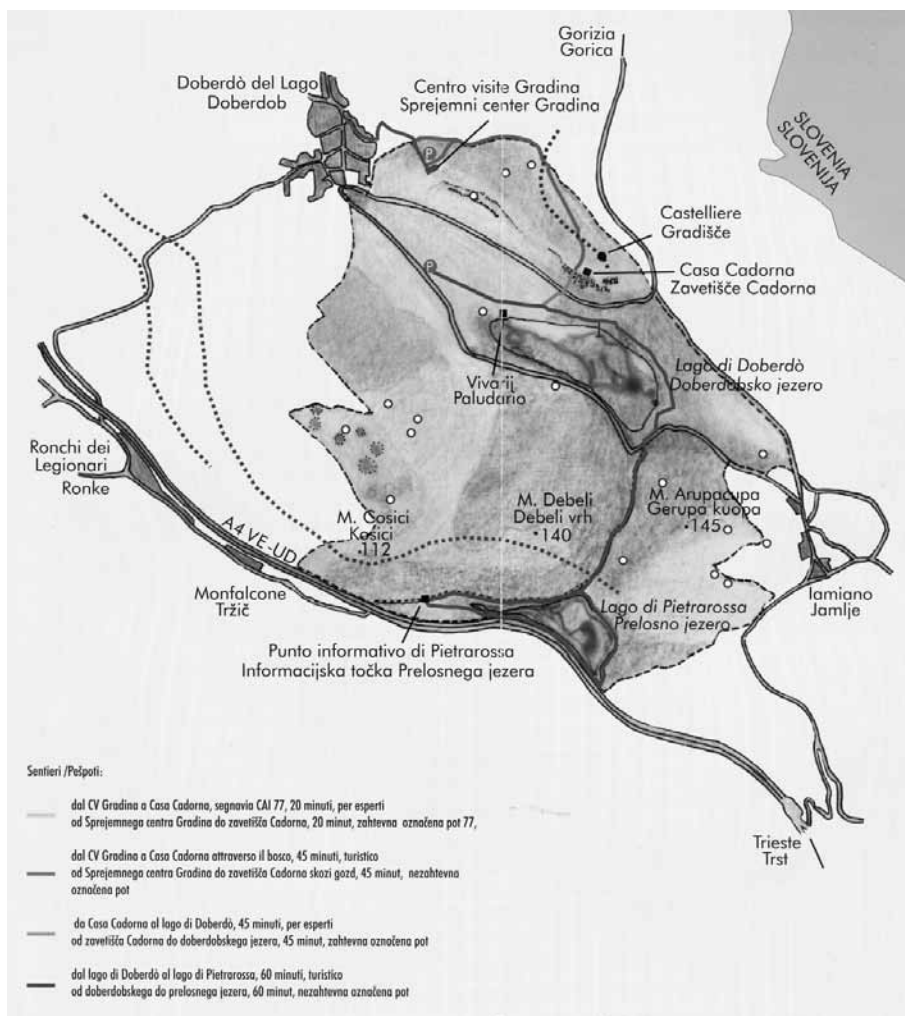 Gorizia
Gorica
Doberdò del Lago
Doberdob
Centro visite Gradina
Sprejemni center Gradina
SLOVENIA
SLOVENIJA
P
Castelliere
Gradišče
Casa Cadorna
Zavetišče Cadorna
P
Lago di Doberdò
Doberdobsko jezero
Vivarij
Paludario
Ronchi dei
Legionari
Ronke
A4 VE-UD
M. Cosici
Kosici
112
M. Debeli
Debeli vrh
140
M. Arupacupa
Gerupa kuopa
145
Monfalcone
Tržič
Lago di Pietrarossa
Prelosno jezero
Iamiano
Jamlje
Punto informativo di Pietrarossa
Informacijska točka Prelosnega jezera
Trieste
Trst
Sentieri /Pešpoti:
dal CV Gradina a Casa Cadorna, segnavia CAI 77, 20 minuti, per esperti
od Sprejemnega centra Gradina do zavetišča Cadorna, 20 minut, zahtevna označena pot 77,
dal CV Gradina a Casa Cadorna attraverso il bosco, 45 minuti, turistico
od Sprejemnega centra Gradina do zavetišča Cadorna skozi gozd, 45 minut, nezahtevna
označena pot
da Casa Cadorna al lago di Doberdò, 45 minuti, per esperti
od zavetišča Cadorna do doberdobskega jezera, 45 minut, zahtevna označena pot
dal lago di Doberdò al lago di Pietrarossa, 60 minuti, turistico
od doberdobskega do prelosnega jezera, 60 minut, nezahtevna označena pot